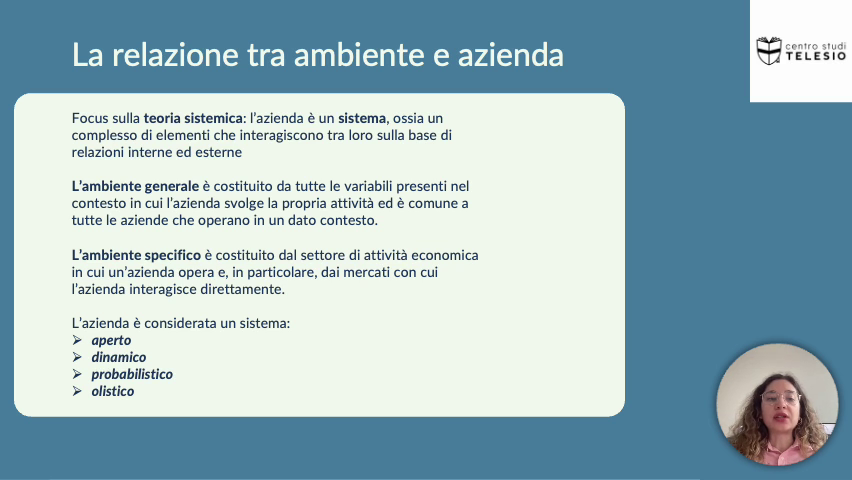 La relazione tra ambiente e azienda
centro studi
TELESIO
Focus sulla teoria sistemica: l'azienda è un sistema, ossia un
complesso di elementi che interagiscono tra loro sulla base di
relazioni interne ed esterne
L'ambiente generale è costituito da tutte le variabili presenti nel
contesto in cui l'azienda svolge la propria attività ed è comune a
tutte le aziende che operano in un dato contesto.
L'ambiente specifico è costituito dal settore di attività economica
in cui un'azienda opera e, in particolare, dai mercati con cui
l'azienda interagisce direttamente.
L'azienda è considerata un sistema:
➢ aperto
➢ dinamico
➢ probabilistico
➢ olistico